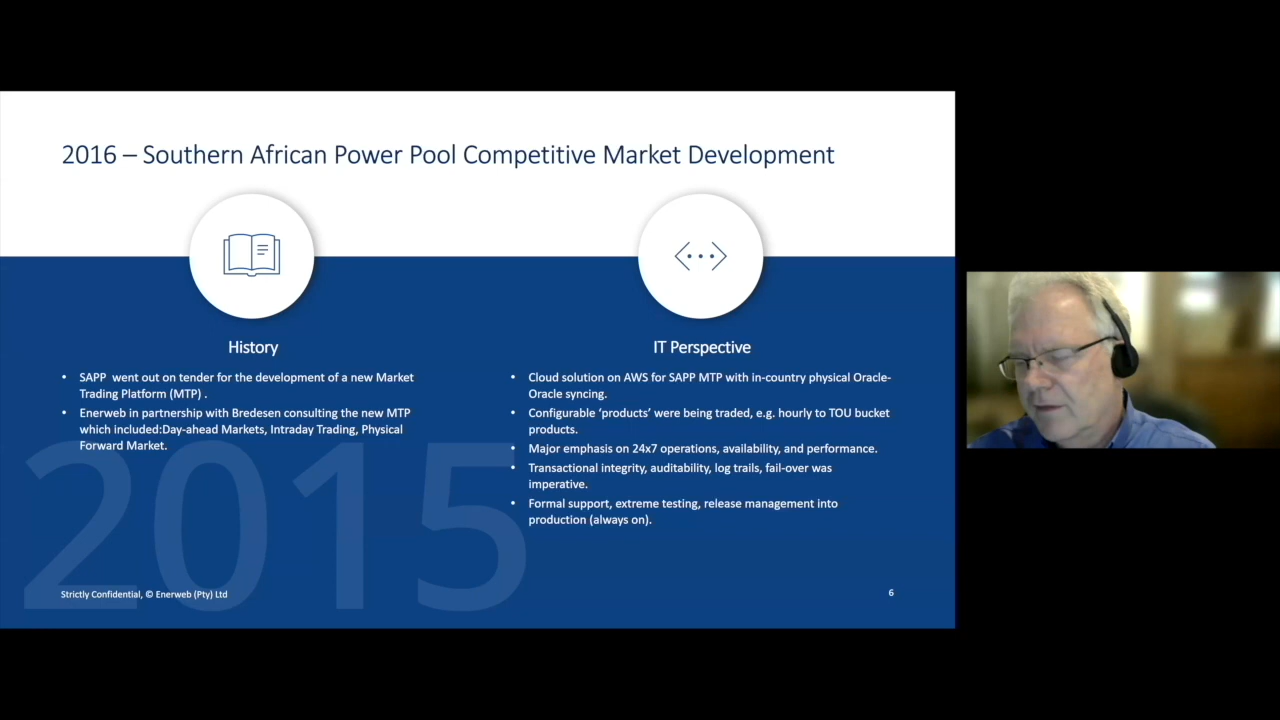 2016 – Southern African Power Pool Competitive Market Development
History
• SAPP went out on tender for the development of a new Market
Trading Platform (MTP) .
• Enerweb in partnership with Bredesen consulting the new MTP
which included:Day-ahead Markets, Intraday Trading, Physical
Forward Market.
IT Perspective
• Cloud solution on AWS for SAPP MTP with in-country physical Oracle-
Oracle syncing.
• Configurable ‘products’ were being traded, e.g. hourly to TOU bucket
products.
• Major emphasis on 24x7 operations, availability, and performance.
• Transactional integrity, auditability, log trails, fail-over was
imperative.
• Formal support, extreme testing, release management into
production (always on).
2015
Strictly Confidential, © Enerweb (Pty) Ltd
6